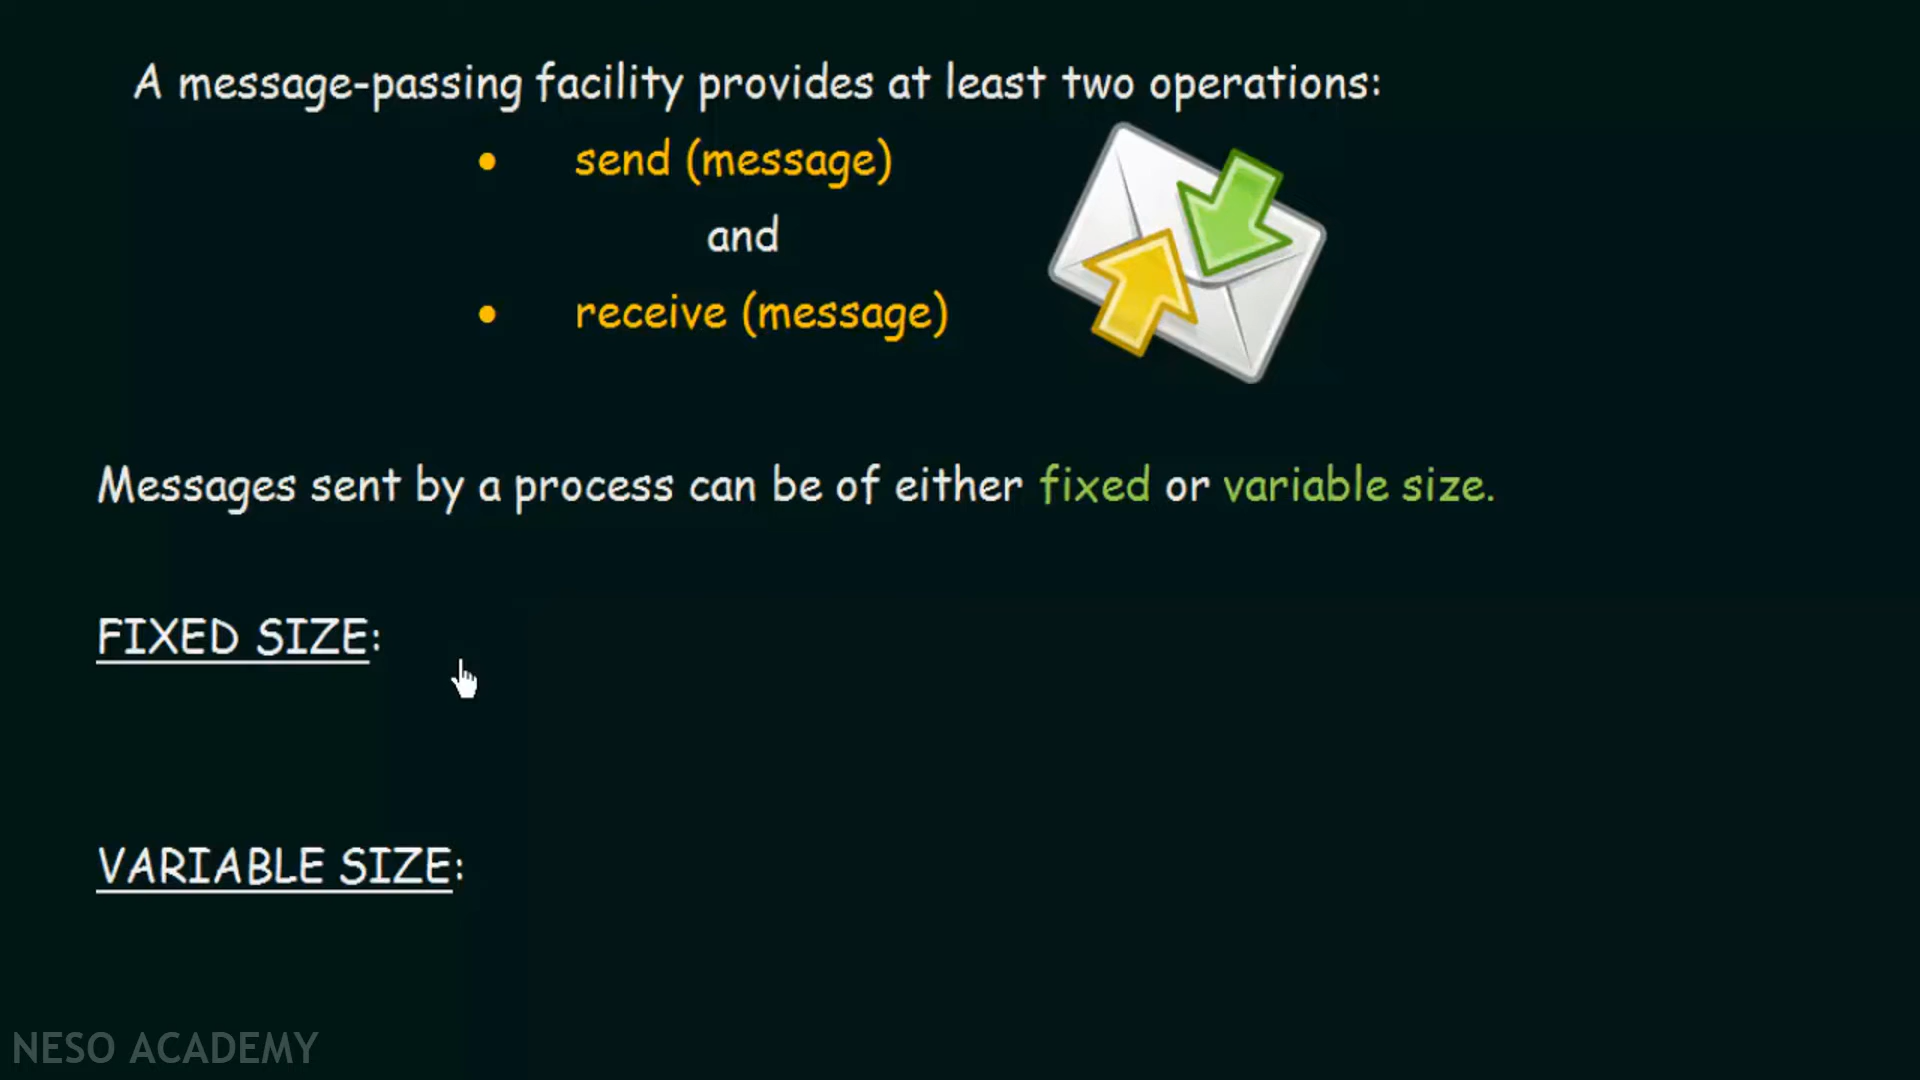 A message-passing facility provides at least two operations:
• send (message)
and
• receive (message)
Messages sent by a process can be of either fixed or variable size.
FIXED SIZE:
VARIABLE SIZE:
NESO ACADEMY